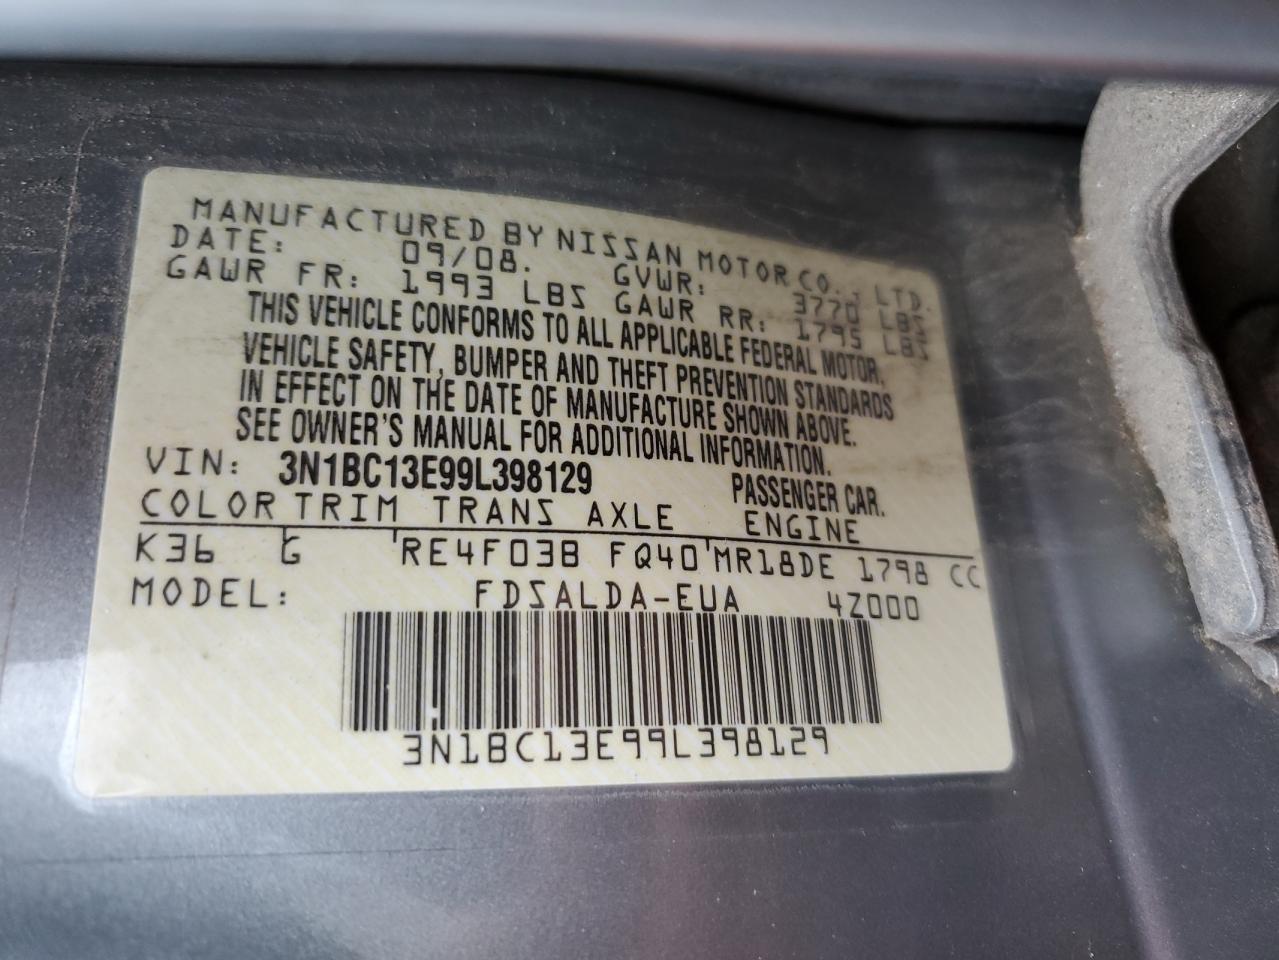 MANUFACTURED BY NISSAN MOTOR CO., LTD.
DATE: 09/08. GVWR: 3770 LBS
GAWR FR: 1993 LBS GAWR RR: 1795 LBS
THIS VEHICLE CONFORMS TO ALL APPLICABLE FEDERAL MOTOR,
VEHICLE SAFETY, BUMPER AND THEFT PREVENTION STANDARDS
IN EFFECT ON THE DATE OF MANUFACTURE SHOWN ABOVE.
SEE OWNER'S MANUAL FOR ADDITIONAL INFORMATION.
VIN: 3N1BC13E99L398129 PASSENGER CAR.
COLOR TRIM TRANS AXLE ENGINE
K36 G RE4F03B FQ40 MR18DE 1798 CC
MODEL: FDSALDA-EUA 4Z000
3N1BC13E99L398129